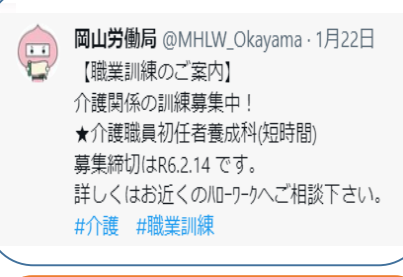 岡山労働局 @MHLW_Okayama · 1月22日
【職業訓練のご案内】
介護関係の訓練募集中！
★介護職員初任者養成科(短時間)
募集締切はR6.2.14 です。
詳しくはお近くのﾊﾛｰﾜｰｸへご相談下さい。
#介護 #職業訓練